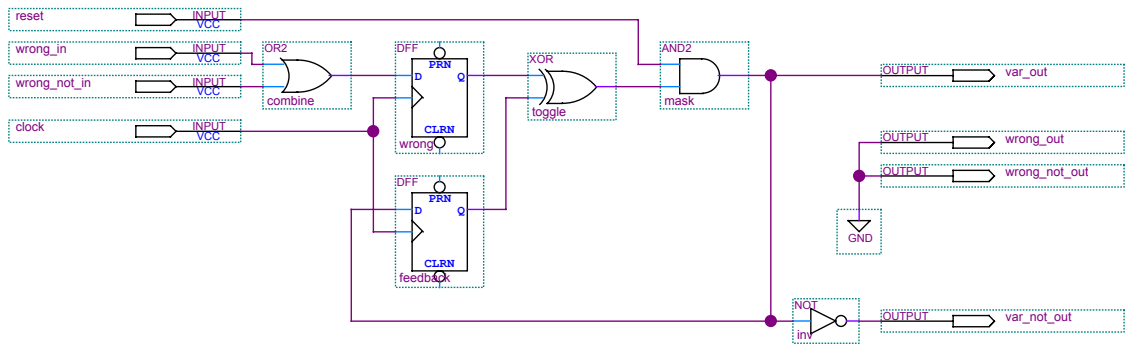 reset
INPUT
VCC
wrong_in
INPUT
VCC
wrong_not_in
INPUT
VCC
clock
INPUT
VCC
OR2
combine
DFF
PRN
D
Q
CLRN
wrong
DFF
PRN
D
Q
CLRN
feedback
XOR
toggle
AND2
mask
OUTPUT
var_out
OUTPUT
wrong_out
OUTPUT
wrong_not_out
GND
NOT
inv
OUTPUT
var_not_out